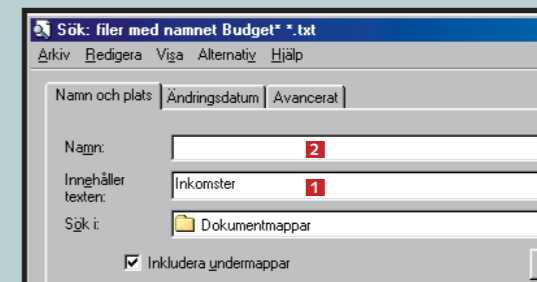 Sök: filer med namnet Budget* *.txt
Arkiv Redigera Visa Alternativ Hjälp
Namn och plats Ändringsdatum Avancerat
Namn: 2
Innehåller texten: Inkomster 1
Sök i: Dokumentmappar
Inkludera undermappar